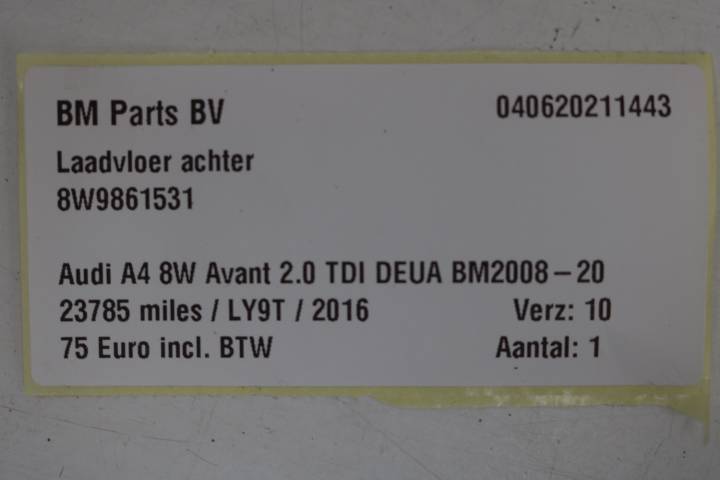 BM Parts BV 040620211443
Laadvloer achter
8W9861531
Audi A4 8W Avant 2.0 TDI DEUA BM2008-20
23785 miles / LY9T / 2016 Verz: 10
75 Euro incl. BTW Aantal: 1